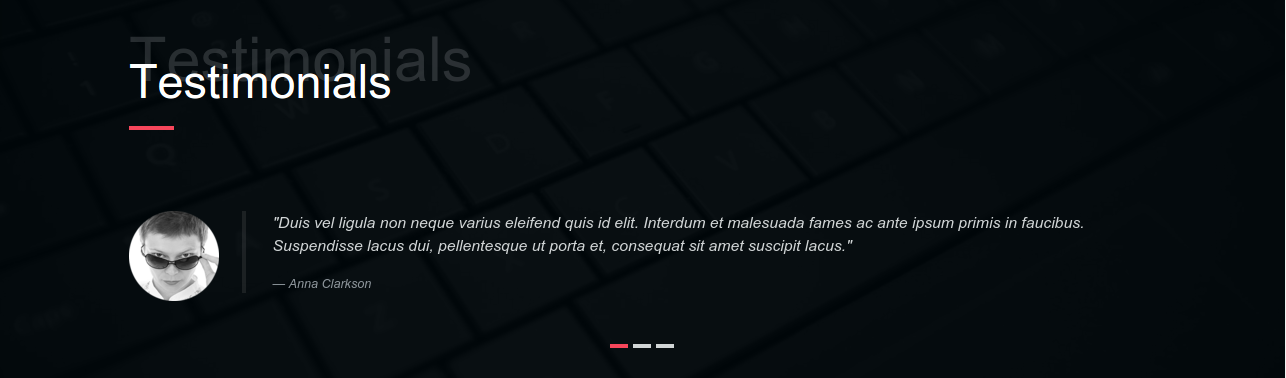 Testimonials
Testimonials
"Duis vel ligula non neque varius eleifend quis id elit. Interdum et malesuada fames ac ante ipsum primis in faucibus.
Suspendisse lacus dui, pellentesque ut porta et, consequat sit amet suscipit lacus."
— Anna Clarkson